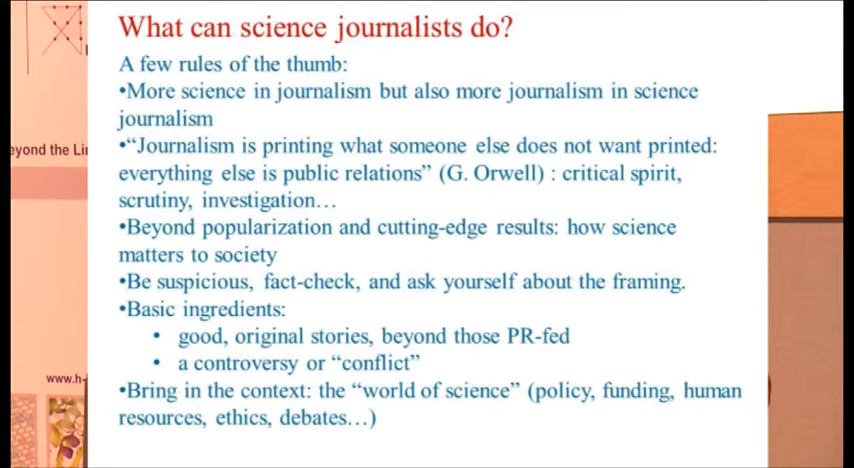 What can science journalists do?
A few rules of the thumb:
•More science in journalism but also more journalism in science
journalism
•“Journalism is printing what someone else does not want printed:
everything else is public relations” (G. Orwell) : critical spirit,
scrutiny, investigation…
•Beyond popularization and cutting-edge results: how science
matters to society
•Be suspicious, fact-check, and ask yourself about the framing.
•Basic ingredients:
• good, original stories, beyond those PR-fed
• a controversy or “conflict”
•Bring in the context: the “world of science” (policy, funding, human
resources, ethics, debates…)
eyond the Li
www.h-